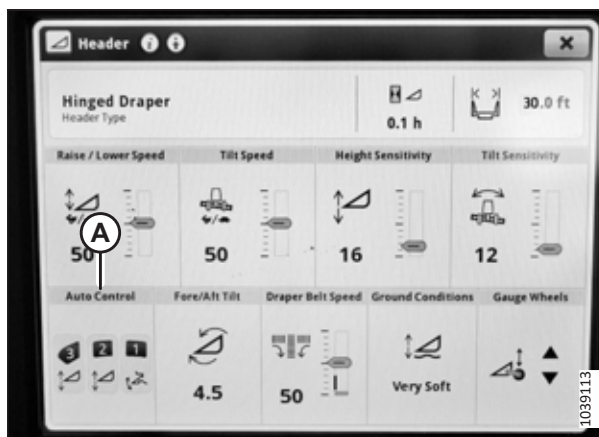 Header
Hinged Draper
Header Type
0.1 h
30.0 ft
Raise / Lower Speed
Tilt Speed
Height Sensitivity
Tilt Sensitivity
50
50
16
12
A
Auto Control
Fore/Aft Tilt
Draper Belt Speed
Ground Conditions
Gauge Wheels
3 2 1
4.5
50
Very Soft
1039113